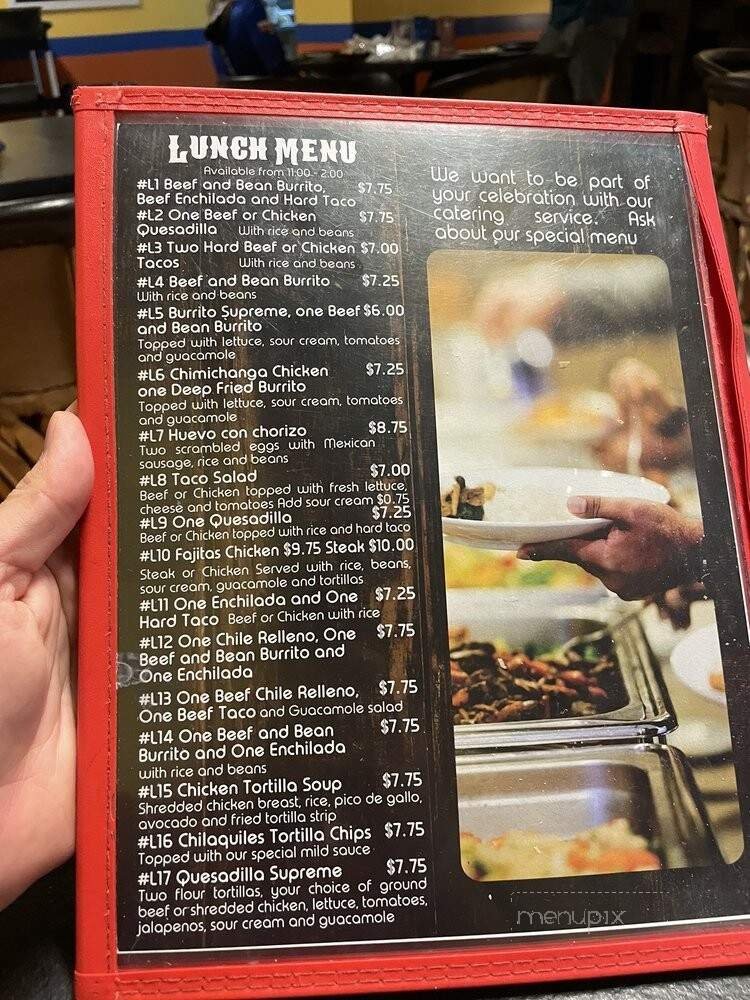 LUNCH MENU
Available from 11:00 - 2:00
#L1 Beef and Bean Burrito, $7.75
Beef Enchilada and Hard Taco
#L2 One Beef or Chicken $7.75
Quesadilla With rice and beans
#L3 Two Hard Beef or Chicken $7.00
Tacos With rice and beans
#L4 Beef and Bean Burrito $7.25
With rice and beans
#L5 Burrito Supreme, one Beef $6.00
and Bean Burrito
Topped with lettuce, sour cream, tomatoes
and guacamole
#L6 Chimichanga Chicken $7.25
one Deep Fried Burrito
Topped with lettuce, sour cream, tomatoes
and guacamole
#L7 Huevo con chorizo $8.75
Two scrambled eggs with Mexican
sausage, rice and beans
#L8 Taco Salad $7.00
Beef or Chicken topped with fresh lettuce,
cheese and tomatoes Add sour cream $0.75
#L9 One Quesadilla $7.25
Beef or Chicken topped with rice and hard taco
#L10 Fajitas Chicken $9.75 Steak $10.00
Steak or Chicken Served with rice, beans,
sour cream, guacamole and tortillas
#L11 One Enchilada and One $7.25
Hard Taco Beef or Chicken with rice
#L12 One Chile Relleno, One $7.75
Beef and Bean Burrito and
One Enchilada
#L13 One Beef Chile Relleno, $7.75
One Beef Taco and Guacamole salad
#L14 One Beef and Bean $7.75
Burrito and One Enchilada
with rice and beans
#L15 Chicken Tortilla Soup $7.75
Shredded chicken breast, rice, pico de gallo,
avocado and fried tortilla strip
#L16 Chilaquiles Tortilla Chips $7.75
Topped with our special mild sauce
#L17 Quesadilla Supreme $7.75
Two flour tortillas, your choice of ground
beef or shredded chicken, lettuce, tomatoes,
jalapenos, sour cream and guacamole
We want to be part of
your celebration with our
catering service. Ask
about our special menu
menupix